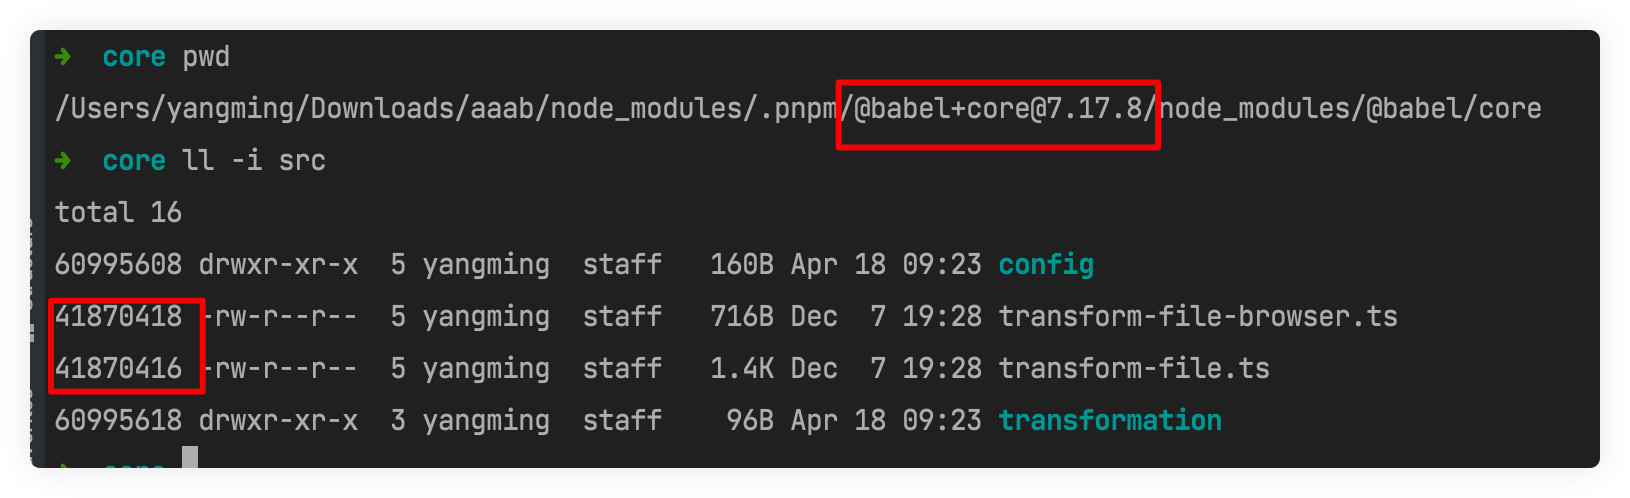 ➜ core pwd
/Users/yangming/Downloads/aaab/node_modules/.pnpm/@babel+core@7.17.8/node_modules/@babel/core
➜ core ll -i src
total 16
60995608 drwxr-xr-x 5 yangming staff 160B Apr 18 09:23 config
41870418 -rw-r--r-- 5 yangming staff 716B Dec 7 19:28 transform-file-browser.ts
41870416 -rw-r--r-- 5 yangming staff 1.4K Dec 7 19:28 transform-file.ts
60995618 drwxr-xr-x 3 yangming staff 96B Apr 18 09:23 transformation
➜ core